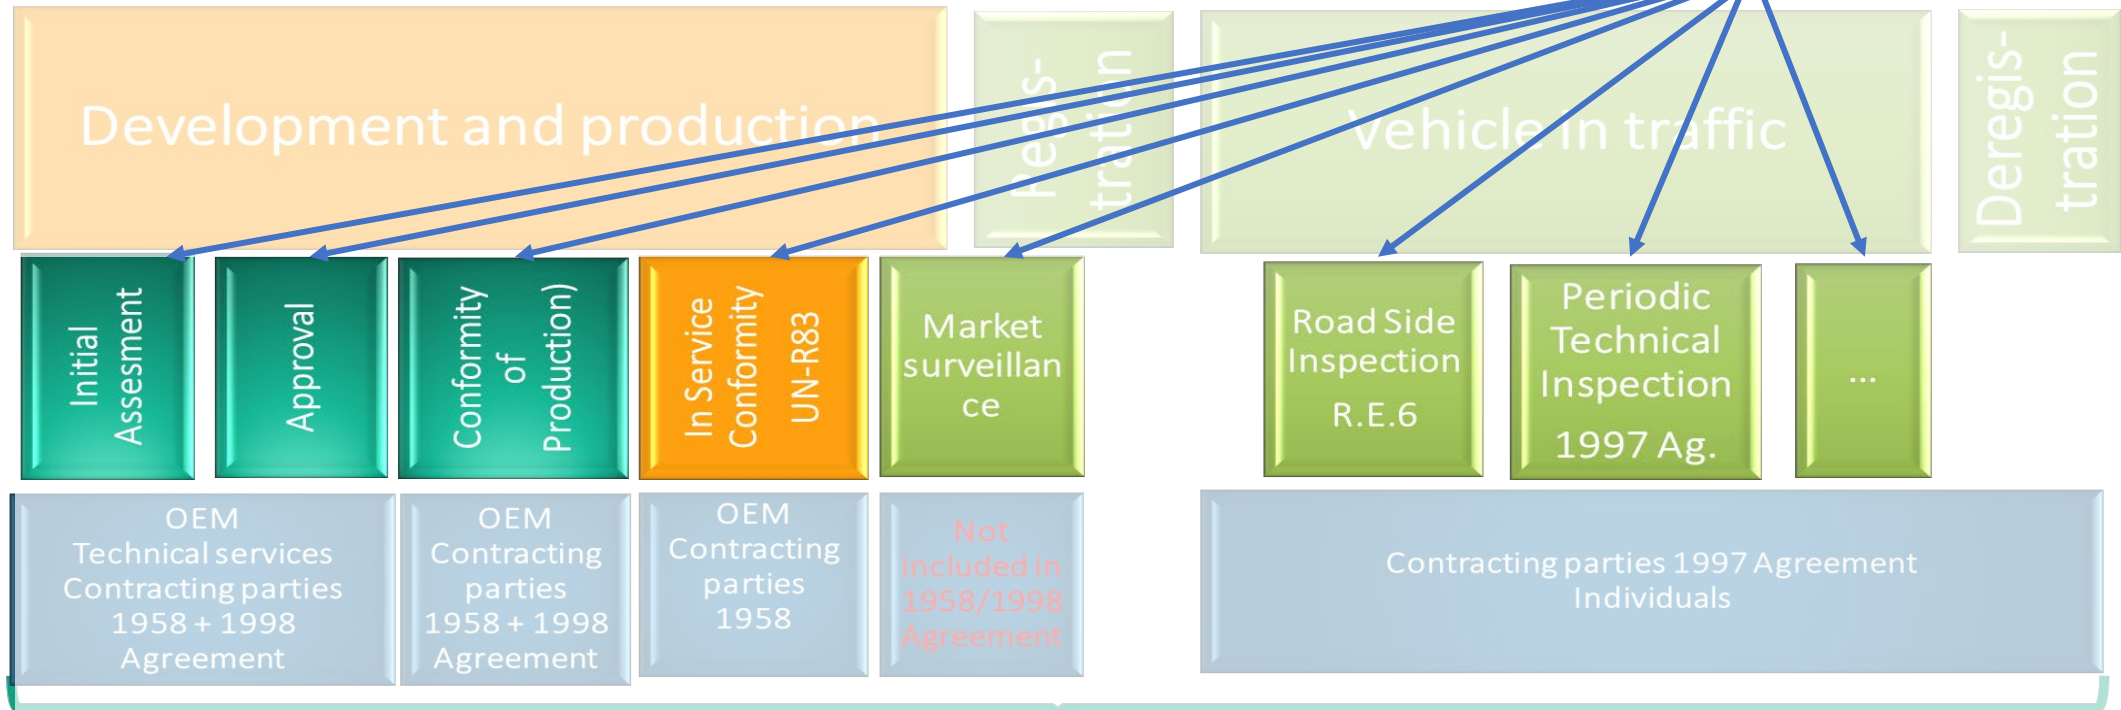 Development and production
Regis-
tration
Vehicle in traffic
Deregis-
tration
Initial
Assesment
Approval
Conformity
of
Production)
In Service
Conformity
UN-R83
Market
surveillan
ce
Road Side
Inspection
R.E.6
Periodic
Technical
Inspection
1997 Ag.
...
OEM
Technical services
Contracting parties
1958 + 1998
Agreement
OEM
Contracting
parties
1958 + 1998
Agreement
OEM
Contracting
parties
1958
Not
Included in
1958/1998
Agreement
Contracting parties 1997 Agreement
Individuals